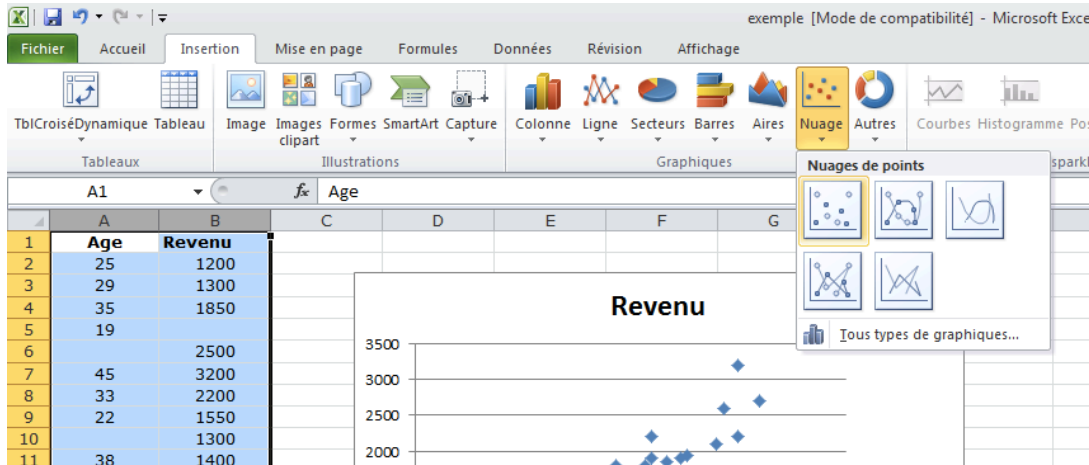 exemple [Mode de compatibilité] - Microsoft Exce
Fichier Accueil Insertion Mise en page Formules Données Révision Affichage
TblCroiséDynamique Tableau Image Images clipart Formes SmartArt Capture Colonne Ligne Secteurs Barres Aires Nuage Autres Courbes Histogramme Pos
Tableaux Illustrations Graphiques sparkl
Nuages de points
A1 fx Age
A B C D E F G
1 Age Revenu
2 25 1200
3 29 1300
4 35 1850
5 19
6 2500
7 45 3200
8 33 2200
9 22 1550
10 1300
11 38 1400
Revenu
3500
3000
2500
2000
Tous types de graphiques...